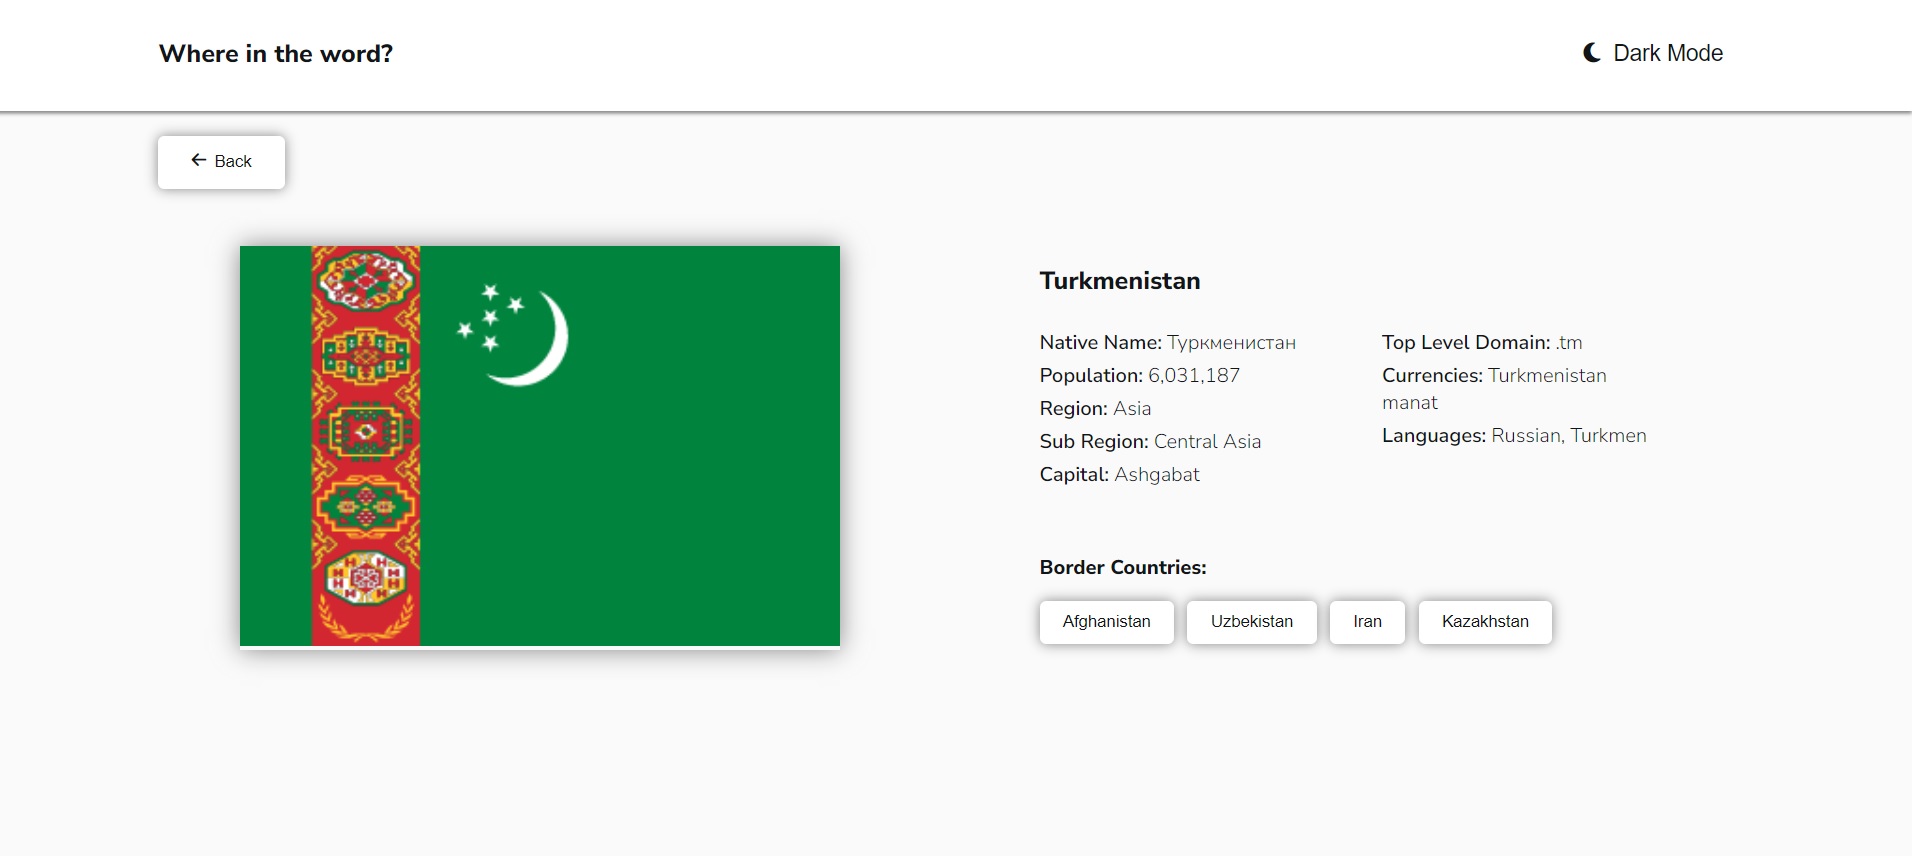 Where in the word?
Dark Mode
Back
Turkmenistan
Native Name: Туркменистан
Population: 6,031,187
Region: Asia
Sub Region: Central Asia
Capital: Ashgabat
Top Level Domain: .tm
Currencies: Turkmenistan
manat
Languages: Russian, Turkmen
Border Countries:
Afghanistan
Uzbekistan
Iran
Kazakhstan